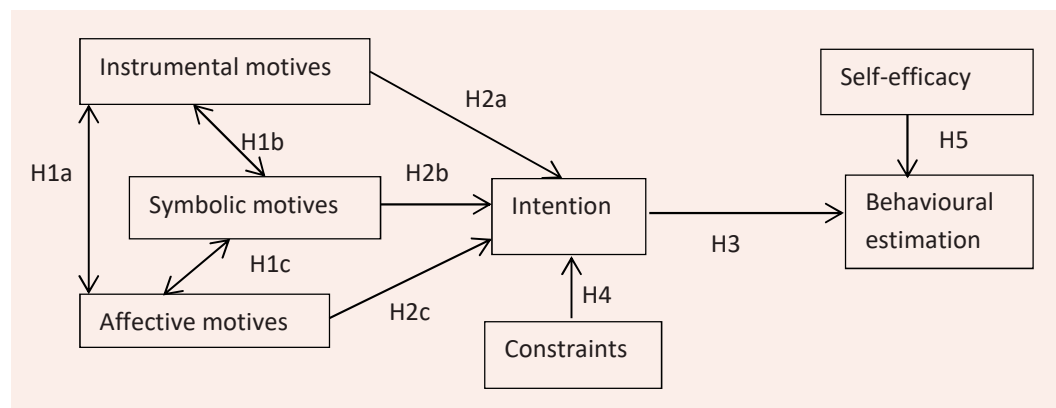 Instrumental motives
Self-efficacy
H2a
H1b
H5
H1a
H2b
Symbolic motives
Intention
Behavioural
estimation
H3
H1c
H2c
H4
Affective motives
Constraints